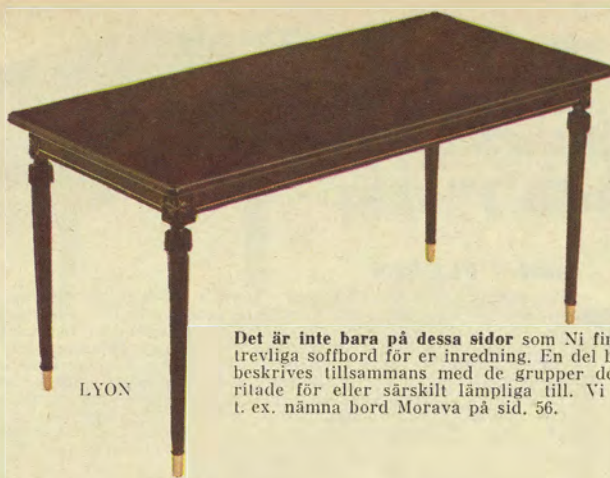 Det är inte bara på dessa sidor som Ni
trevliga soffbord för er inredning. En del
beskrives tillsammans med de grupper
ritade för eller särskilt lämpliga till. Vi
t. ex. nämna bord Morava på sid. 56.
LYON